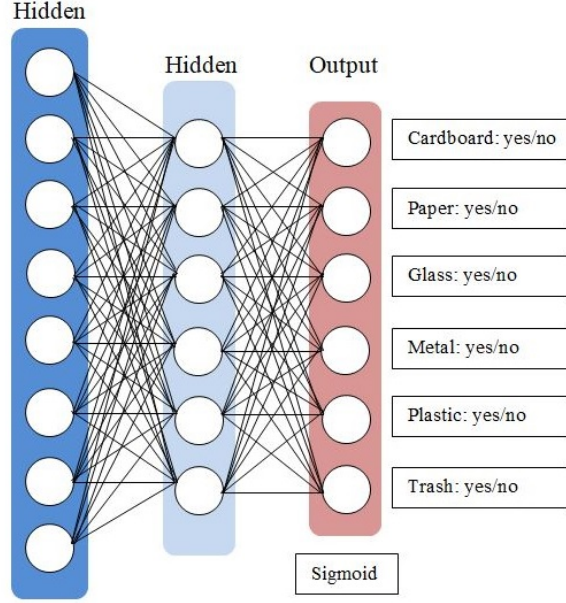 Hidden
Hidden
Output
Cardboard: yes/no
Paper: yes/no
Glass: yes/no
Metal: yes/no
Plastic: yes/no
Trash: yes/no
Sigmoid